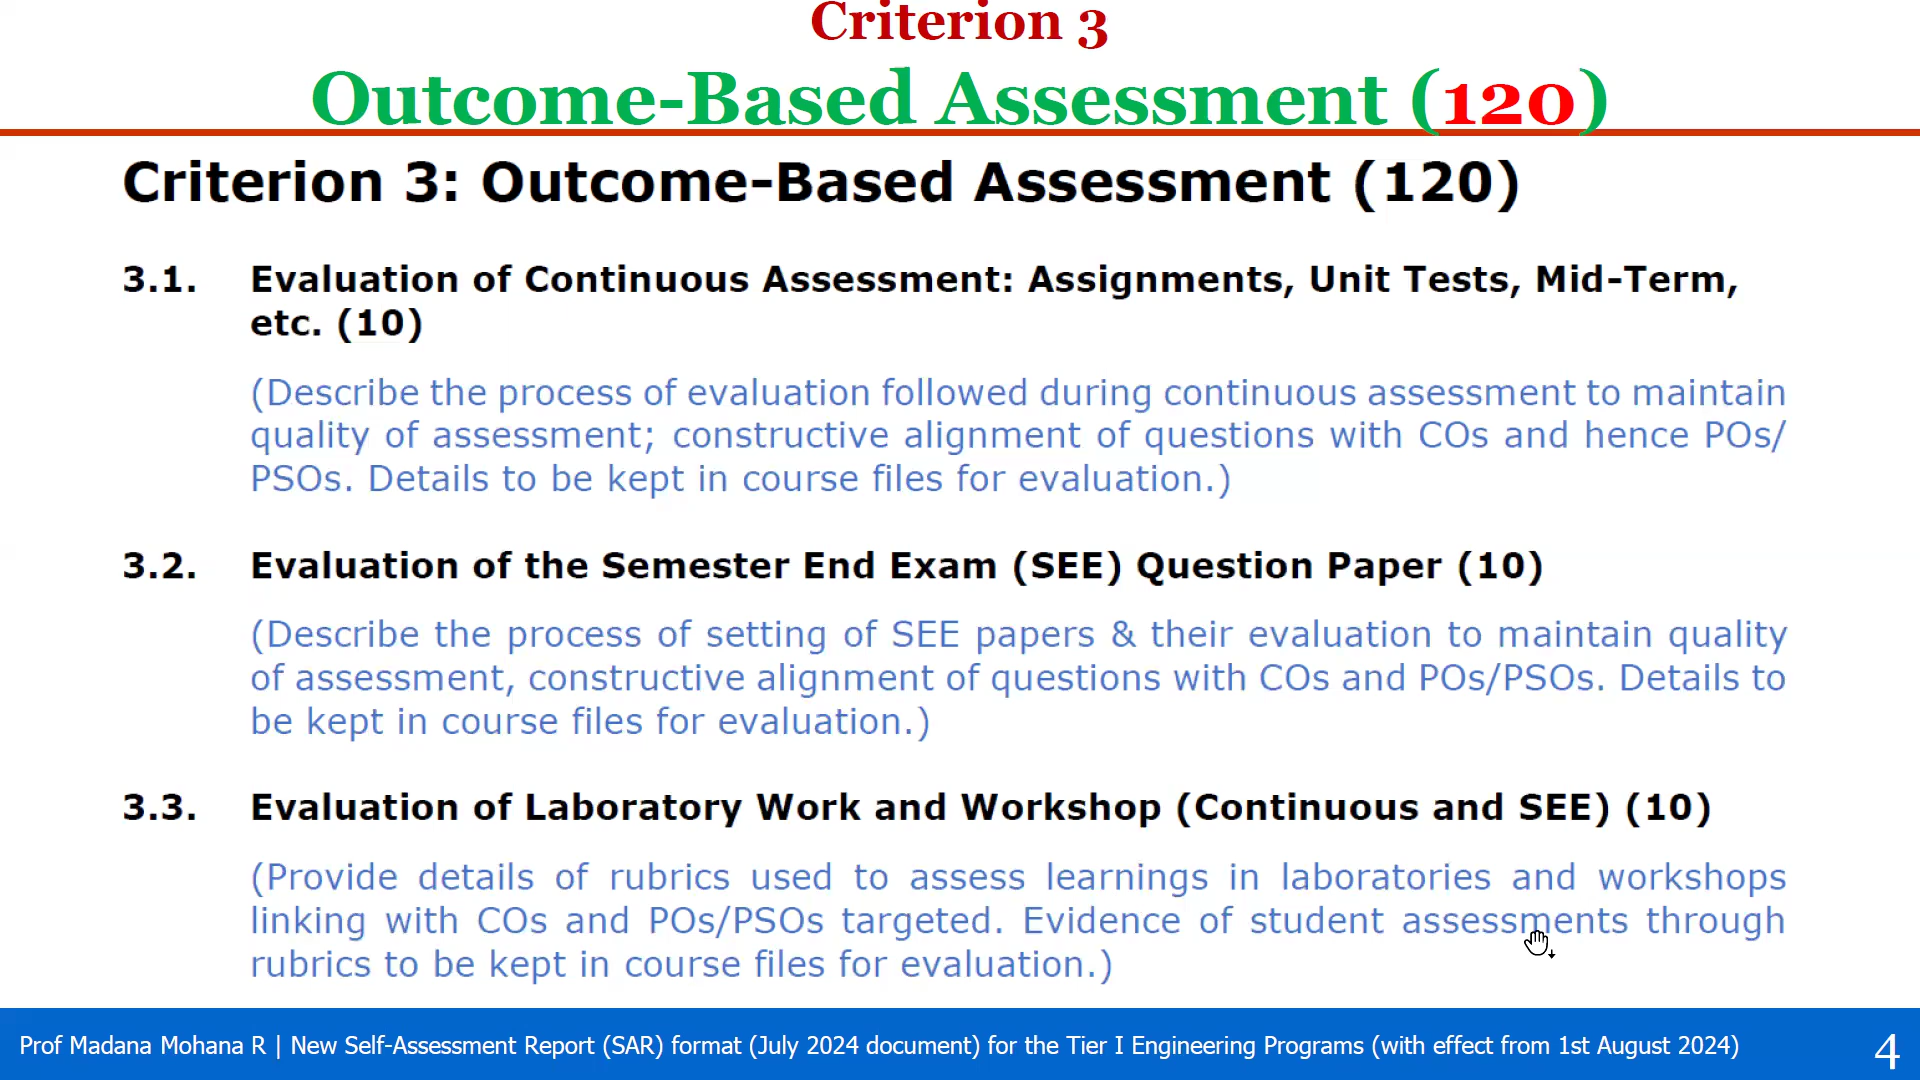 Criterion 3
Outcome-Based Assessment (120)
Criterion 3: Outcome-Based Assessment (120)
3.1. Evaluation of Continuous Assessment: Assignments, Unit Tests, Mid-Term,
etc. (10)
(Describe the process of evaluation followed during continuous assessment to maintain
quality of assessment; constructive alignment of questions with COs and hence POs/
PSOs. Details to be kept in course files for evaluation.)
3.2. Evaluation of the Semester End Exam (SEE) Question Paper (10)
(Describe the process of setting of SEE papers & their evaluation to maintain quality
of assessment, constructive alignment of questions with COs and POs/PSOs. Details to
be kept in course files for evaluation.)
3.3. Evaluation of Laboratory Work and Workshop (Continuous and SEE) (10)
(Provide details of rubrics used to assess learnings in laboratories and workshops
linking with COs and POs/PSOs targeted. Evidence of student assessments through
rubrics to be kept in course files for evaluation.)
Prof Madana Mohana R | New Self-Assessment Report (SAR) format (July 2024 document) for the Tier I Engineering Programs (with effect from 1st August 2024)
4